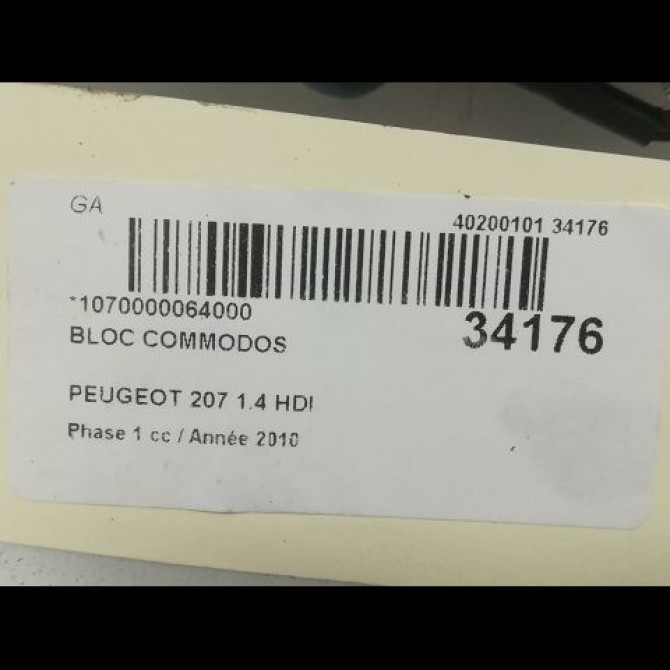 GA
40200101 34176
*1070000064000
34176
BLOC COMMODOS
PEUGEOT 207 1.4 HDI
Phase 1 cc / Année 2010